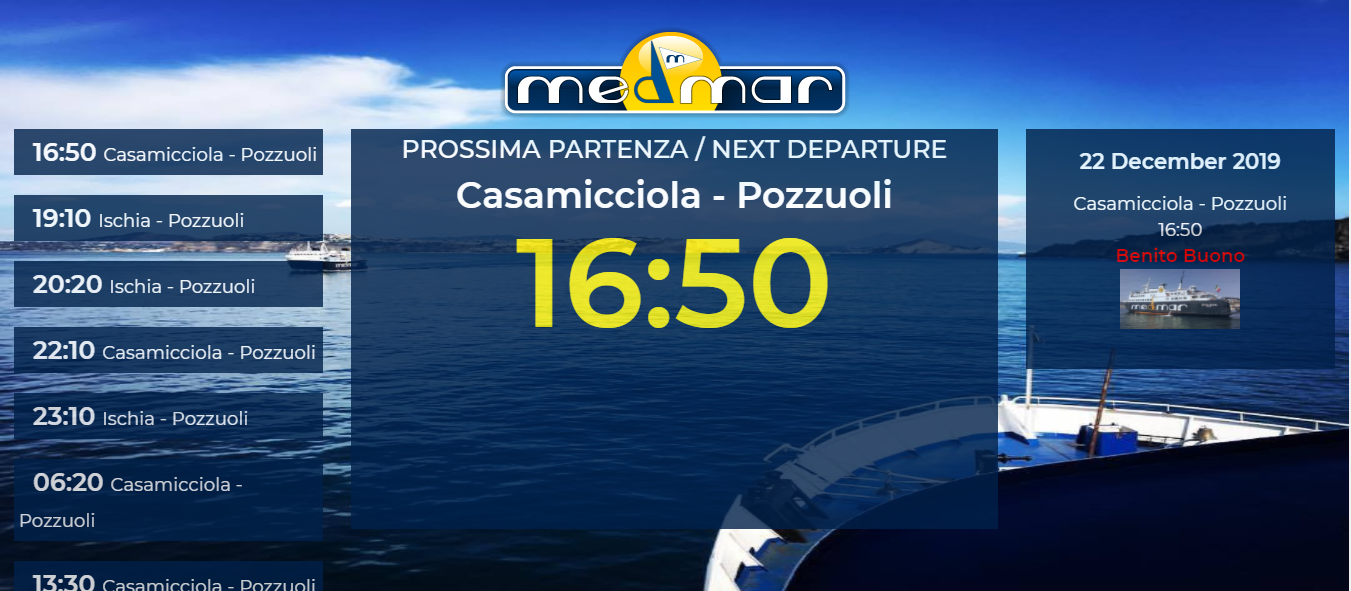 medmar
16:50 Casamicciola - Pozzuoli
19:10 Ischia - Pozzuoli
20:20 Ischia - Pozzuoli
22:10 Casamicciola - Pozzuoli
23:10 Ischia - Pozzuoli
06:20 Casamicciola -
Pozzuoli
13:30 Casamicciola - Pozzuoli
PROSSIMA PARTENZA / NEXT DEPARTURE
Casamicciola - Pozzuoli
16:50
22 December 2019
Casamicciola - Pozzuoli
16:50
Benito Buono
medmar